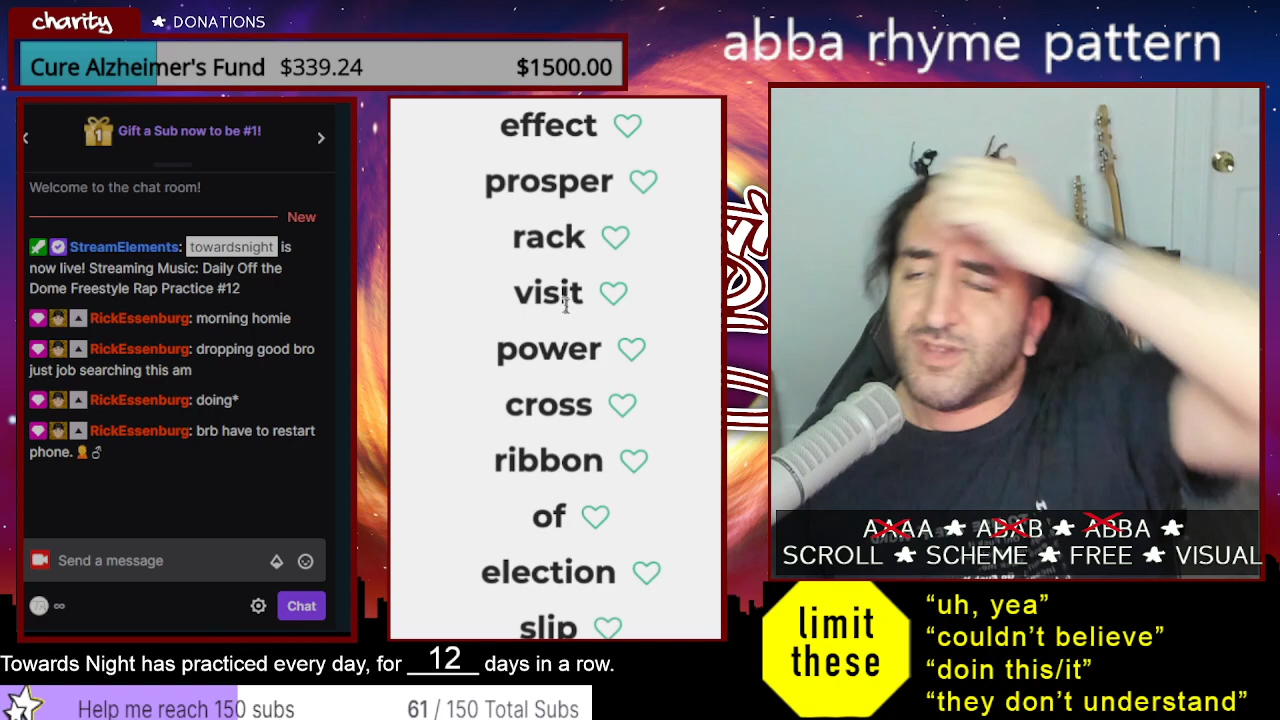 charity
DONATIONS
abba rhyme pattern
Cure Alzheimer's Fund $339.24 $1500.00
Gift a Sub now to be #1!
1
Welcome to the chat room!
New
StreamElements: towardsnight is
now live! Streaming Music: Daily Off the
Dome Freestyle Rap Practice #12
RickEssenburg: morning homie
RickEssenburg: dropping good bro
just job searching this am
RickEssenburg: doing*
RickEssenburg: brb have to restart
phone.
Send a message
∞
Chat
effect
prosper
rack
visit
power
cross
ribbon
of
election
slip
AAAA ABAB ABBA
SCROLL SCHEME FREE VISUAL
limit
these
"uh, yea"
"couldn't believe"
"doin this/it"
"they don't understand"
Towards Night has practiced every day, for 12 days in a row.
Help me reach 150 subs 61 / 150 Total Subs